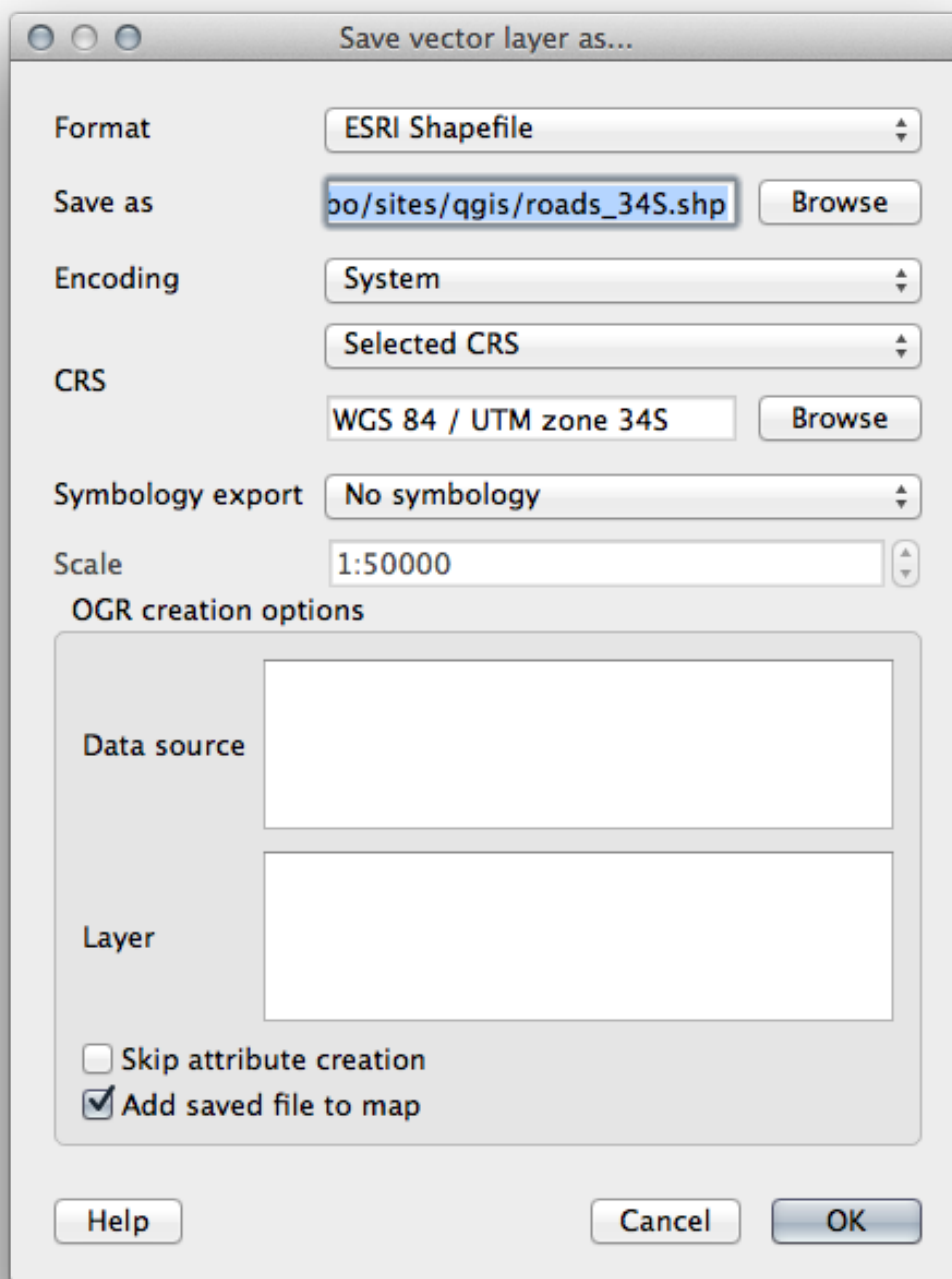 Save vector layer as...
Format ESRI Shapefile
Save as bo/sites/qgis/roads_34S.shp Browse
Encoding System
Selected CRS
CRS
WGS 84 / UTM zone 34S Browse
Symbology export No symbology
Scale 1:50000
OGR creation options
Data source
Layer
Skip attribute creation
Add saved file to map
Help Cancel OK